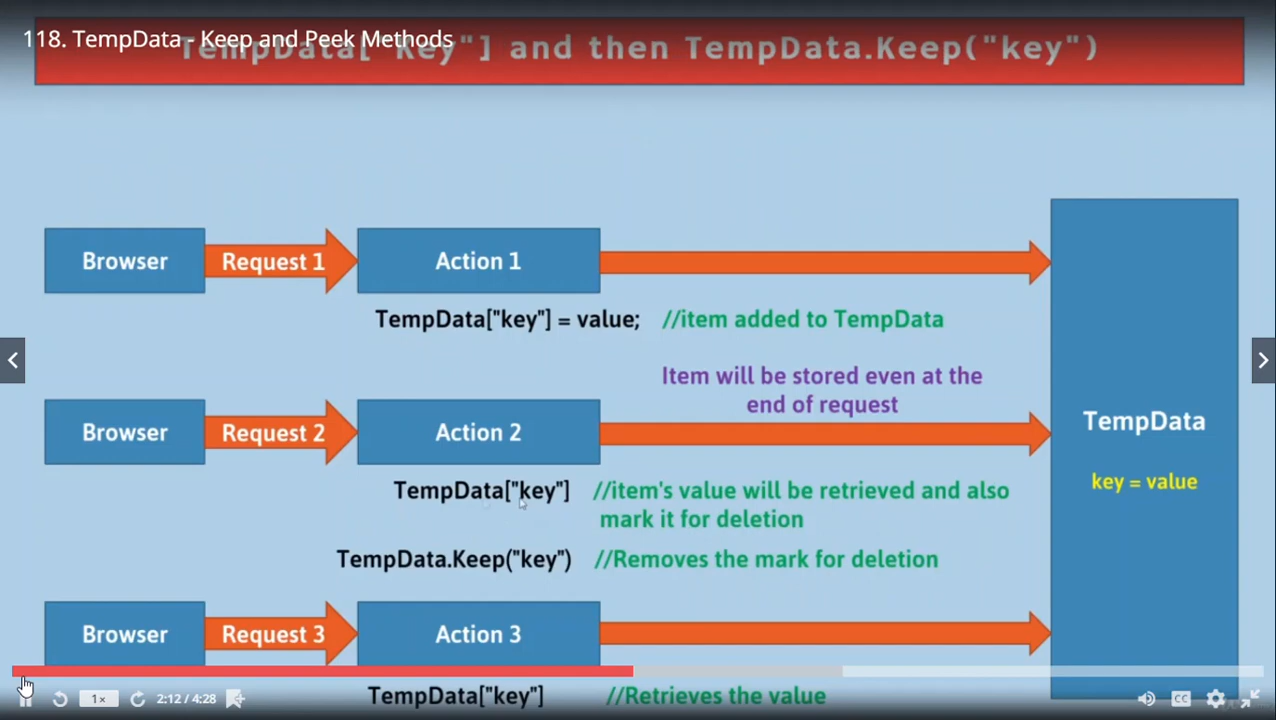 118. TempData - Keep and Peek Methods
TempData["Key"] and then TempData.Keep("key")
Browser
Request 1
Action 1
TempData["key"] = value; //item added to TempData
Item will be stored even at the
end of request
Browser
Request 2
Action 2
TempData
key = value
TempData["key"] //item's value will be retrieved and also
mark it for deletion
TempData.Keep("key") //Removes the mark for deletion
Browser
Request 3
Action 3
TempData["key"] //Retrieves the value
1x
2:12 / 4:28
CC